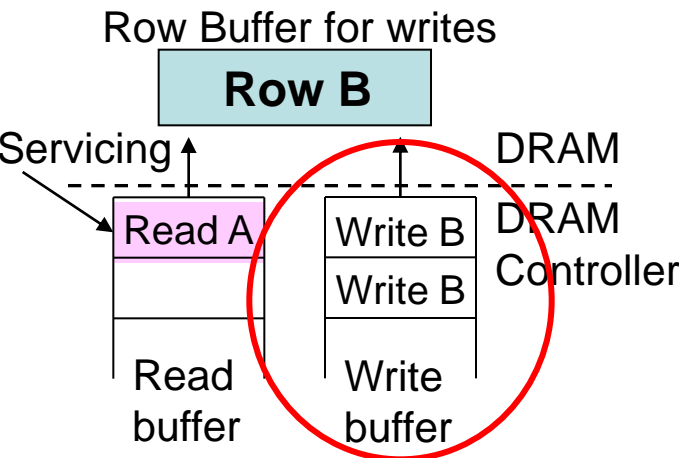 Row Buffer for writes
Row B
Servicing
DRAM
Read A
Write B
DRAM
Controller
Write B
Read
buffer
Write
buffer